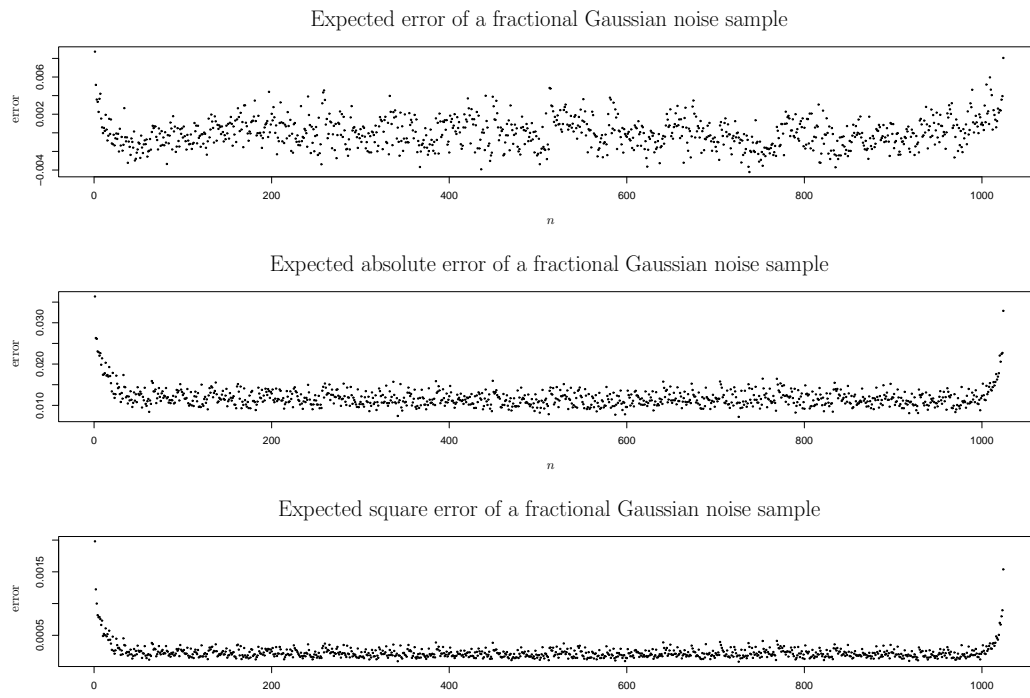 Expected error of a fractional Gaussian noise sample
error
0.006
0.002
−0.004
0 200 400 600 800 1000
n
Expected absolute error of a fractional Gaussian noise sample
error
0.030
0.020
0.010
0 200 400 600 800 1000
n
Expected square error of a fractional Gaussian noise sample
error
0.0015
0.0005
0 200 400 600 800 1000